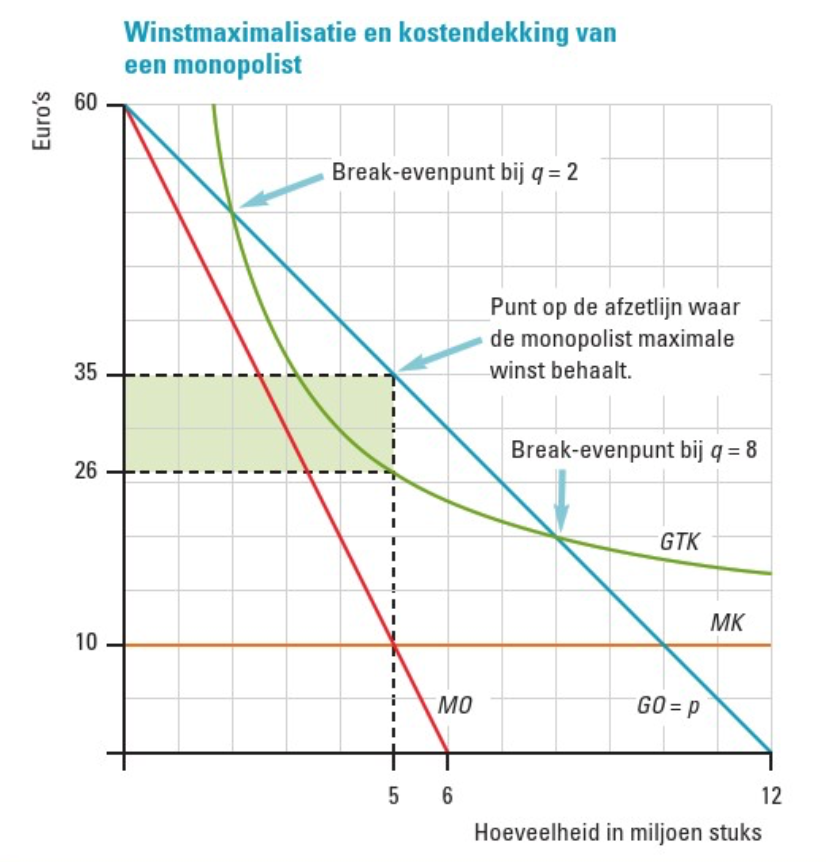 Winstmaximalisatie en kostendekking van
een monopolist
Euro's
60
Break-evenpunt bij q = 2
Punt op de afzetlijn waar
de monopolist maximale
winst behaalt.
35
Break-evenpunt bij q = 8
26
GTK
MK
10
MO
GO = p
5 6 12
Hoeveelheid in miljoen stuks